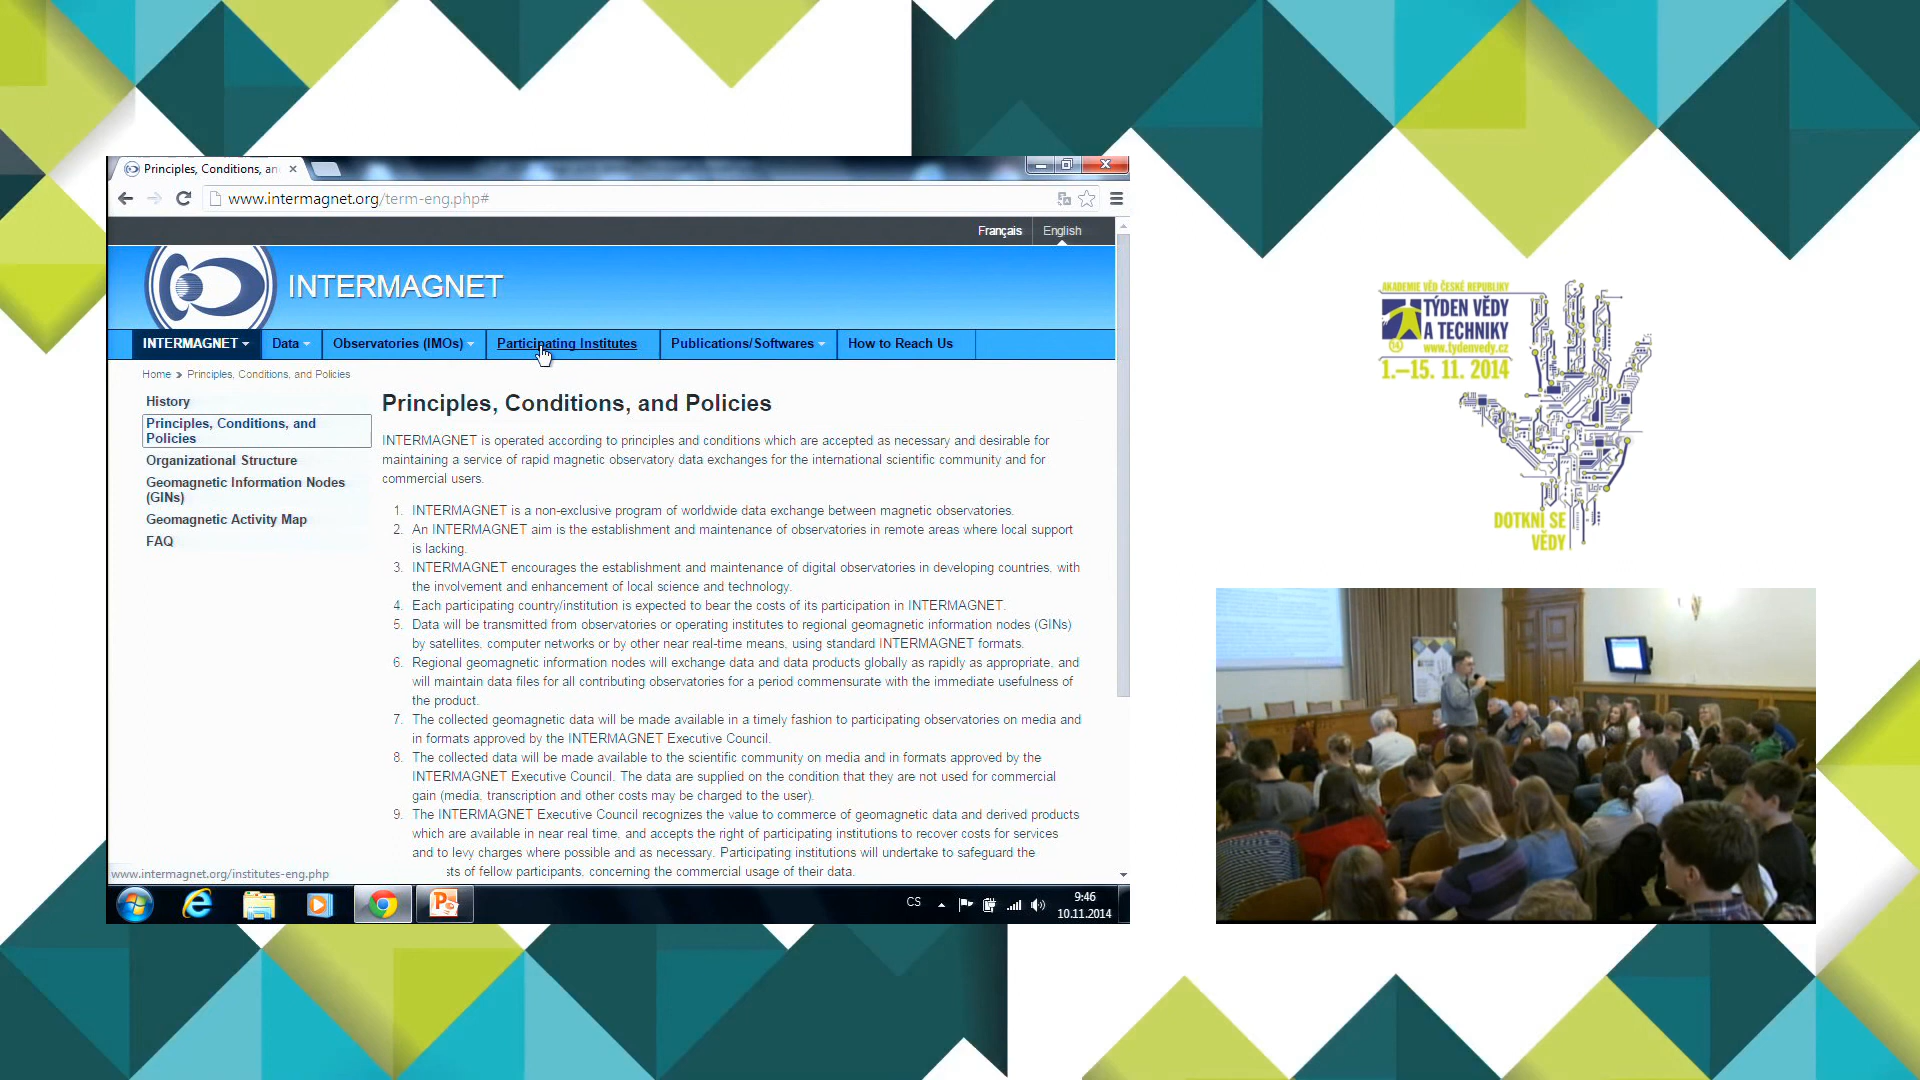 Principles, Conditions, an
www.intermagnet.org/term-eng.php#
Français
English
INTERMAGNET
INTERMAGNET
Data
Observatories (IMOs)
Participating Institutes
Publications/Softwares
How to Reach Us
Home » Principles, Conditions, and Policies
History
Principles, Conditions, and
Policies
Organizational Structure
Geomagnetic Information Nodes
(GINs)
Geomagnetic Activity Map
FAQ
Principles, Conditions, and Policies
INTERMAGNET is operated according to principles and conditions which are accepted as necessary and desirable for
maintaining a service of rapid magnetic observatory data exchanges for the international scientific community and for
commercial users.
1. INTERMAGNET is a non-exclusive program of worldwide data exchange between magnetic observatories.
2. An INTERMAGNET aim is the establishment and maintenance of observatories in remote areas where local support
is lacking.
3. INTERMAGNET encourages the establishment and maintenance of digital observatories in developing countries, with
the involvement and enhancement of local science and technology.
4. Each participating country/institution is expected to bear the costs of its participation in INTERMAGNET.
5. Data will be transmitted from observatories or operating institutes to regional geomagnetic information nodes (GINs)
by satellites, computer networks or by other near real-time means, using standard INTERMAGNET formats.
6. Regional geomagnetic information nodes will exchange data and data products globally as rapidly as appropriate, and
will maintain data files for all contributing observatories for a period commensurate with the immediate usefulness of
the product.
7. The collected geomagnetic data will be made available in a timely fashion to participating observatories on media and
in formats approved by the INTERMAGNET Executive Council.
8. The collected data will be made available to the scientific community on media and in formats approved by the
INTERMAGNET Executive Council. The data are supplied on the condition that they are not used for commercial
gain (media, transcription and other costs may be charged to the user).
9. The INTERMAGNET Executive Council recognizes the value to commerce of geomagnetic data and derived products
which are available in near real time, and accepts the right of participating institutions to recover costs for services
and to levy charges where possible and as necessary. Participating institutions will undertake to safeguard the
sts of fellow participants, concerning the commercial usage of their data.
www.intermagnet.org/institutes-eng.php
CS
9:46
10.11.2014
AKADEMIE VĚD ČESKÉ REPUBLIKY
TÝDEN VĚDY
A TECHNIKY
www.tydenvedy.cz
1.–15. 11. 2014
DOTKNI SE
VĚDY